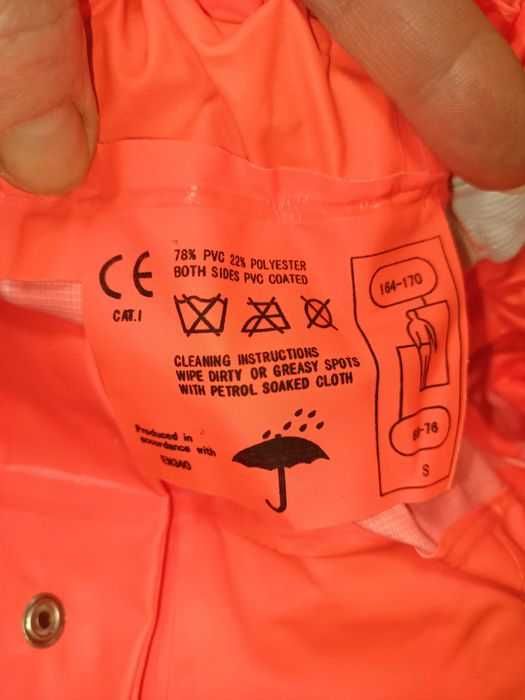 CE
CAT.I
78% PVC 22% POLYESTER
BOTH SIDES PVC COATED
CLEANING INSTRUCTIONS
WIPE DIRTY OR GREASY SPOTS
WITH PETROL SOAKED CLOTH
Produced in
accordance with
EN340
164-170
S